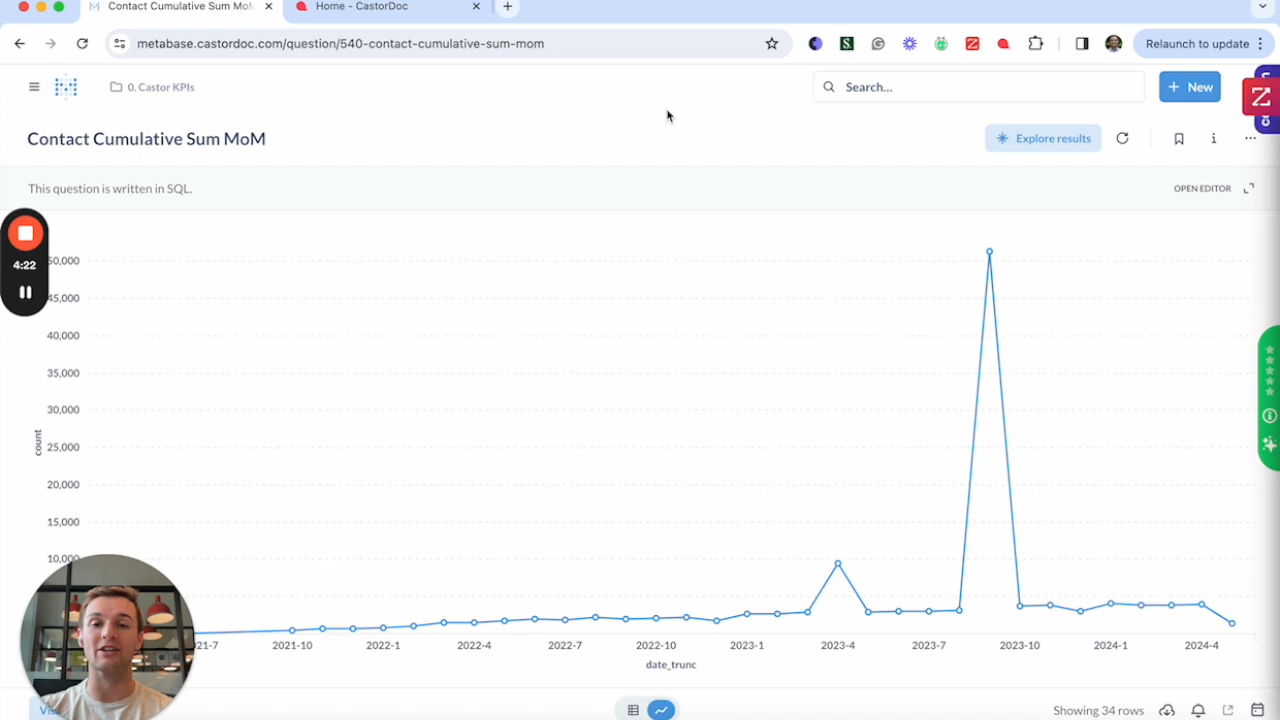 Contact Cumulative Sum Mo
Home - CastorDoc
metabase.castordoc.com/question/540-contact-cumulative-sum-mom
Relaunch to update
0. Castor KPIs
Search...
+ New
Contact Cumulative Sum MoM
Explore results
This question is written in SQL.
OPEN EDITOR
4:22
50,000
45,000
40,000
35,000
30,000
25,000
20,000
15,000
10,000
count
21-7
2021-10
2022-1
2022-4
2022-7
2022-10
2023-1
2023-4
2023-7
2023-10
2024-1
2024-4
date_trunc
Showing 34 rows